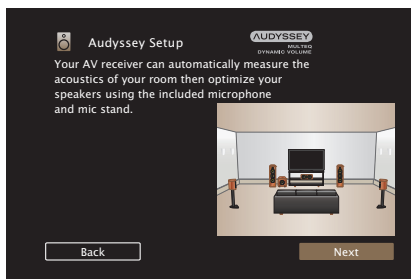 Audyssey Setup
AUDYSSEY
MULTEQ
DYNAMIC VOLUME
Your AV receiver can automatically measure the
acoustics of your room then optimize your
speakers using the included microphone
and mic stand.
Back
Next